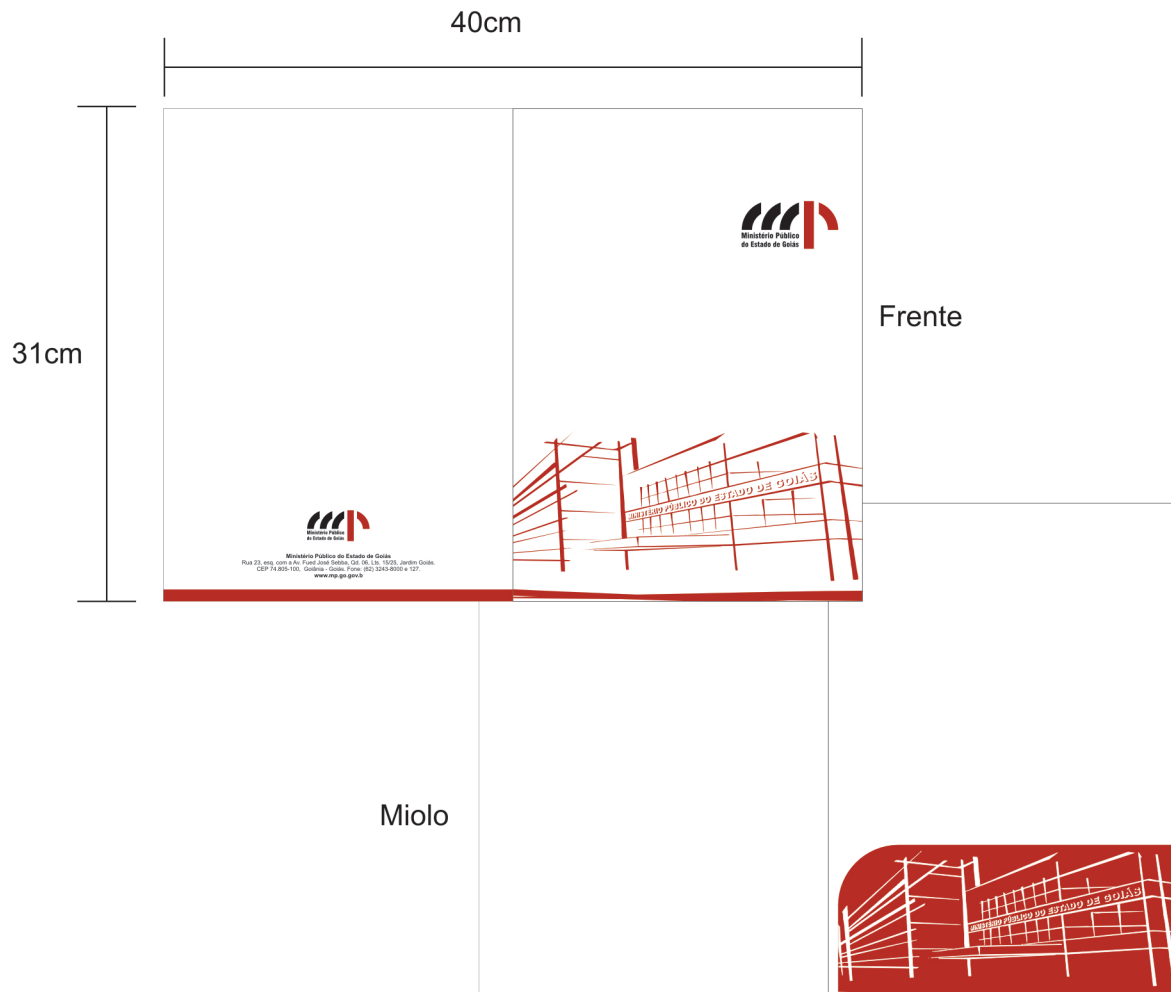 40cm
31cm
Ministério Público
do Estado de Goiás
Frente
MINISTÉRIO PÚBLICO DO ESTADO DE GOIÁS
Ministério Público
do Estado de Goiás
Ministério Público do Estado de Goiás
Rua 23, esq. com a Av. Fued José Sebba, Qd. 06, Lts. 15/25, Jardim Goiás.
CEP 74.805-100, Goiânia - Goiás. Fone: (62) 3243-8000 e 127.
www.mp.go.gov.b
Miolo
MINISTÉRIO PÚBLICO DO ESTADO DE GOIÁS